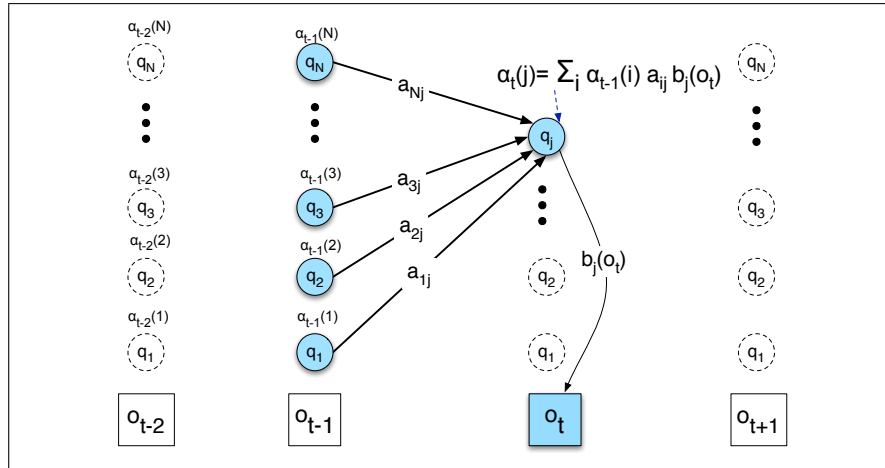 αt-2(N)
qN
αt-2(3)
q3
αt-2(2)
q2
αt-2(1)
q1
ot-2
αt-1(N)
qN
αt-1(3)
q3
αt-1(2)
q2
αt-1(1)
q1
ot-1
aNj
a3j
a2j
a1j
αt(j)= Σi αt-1(i) aij bj(ot)
qj
bj(ot)
q2
q1
ot
qN
q3
q2
q1
ot+1